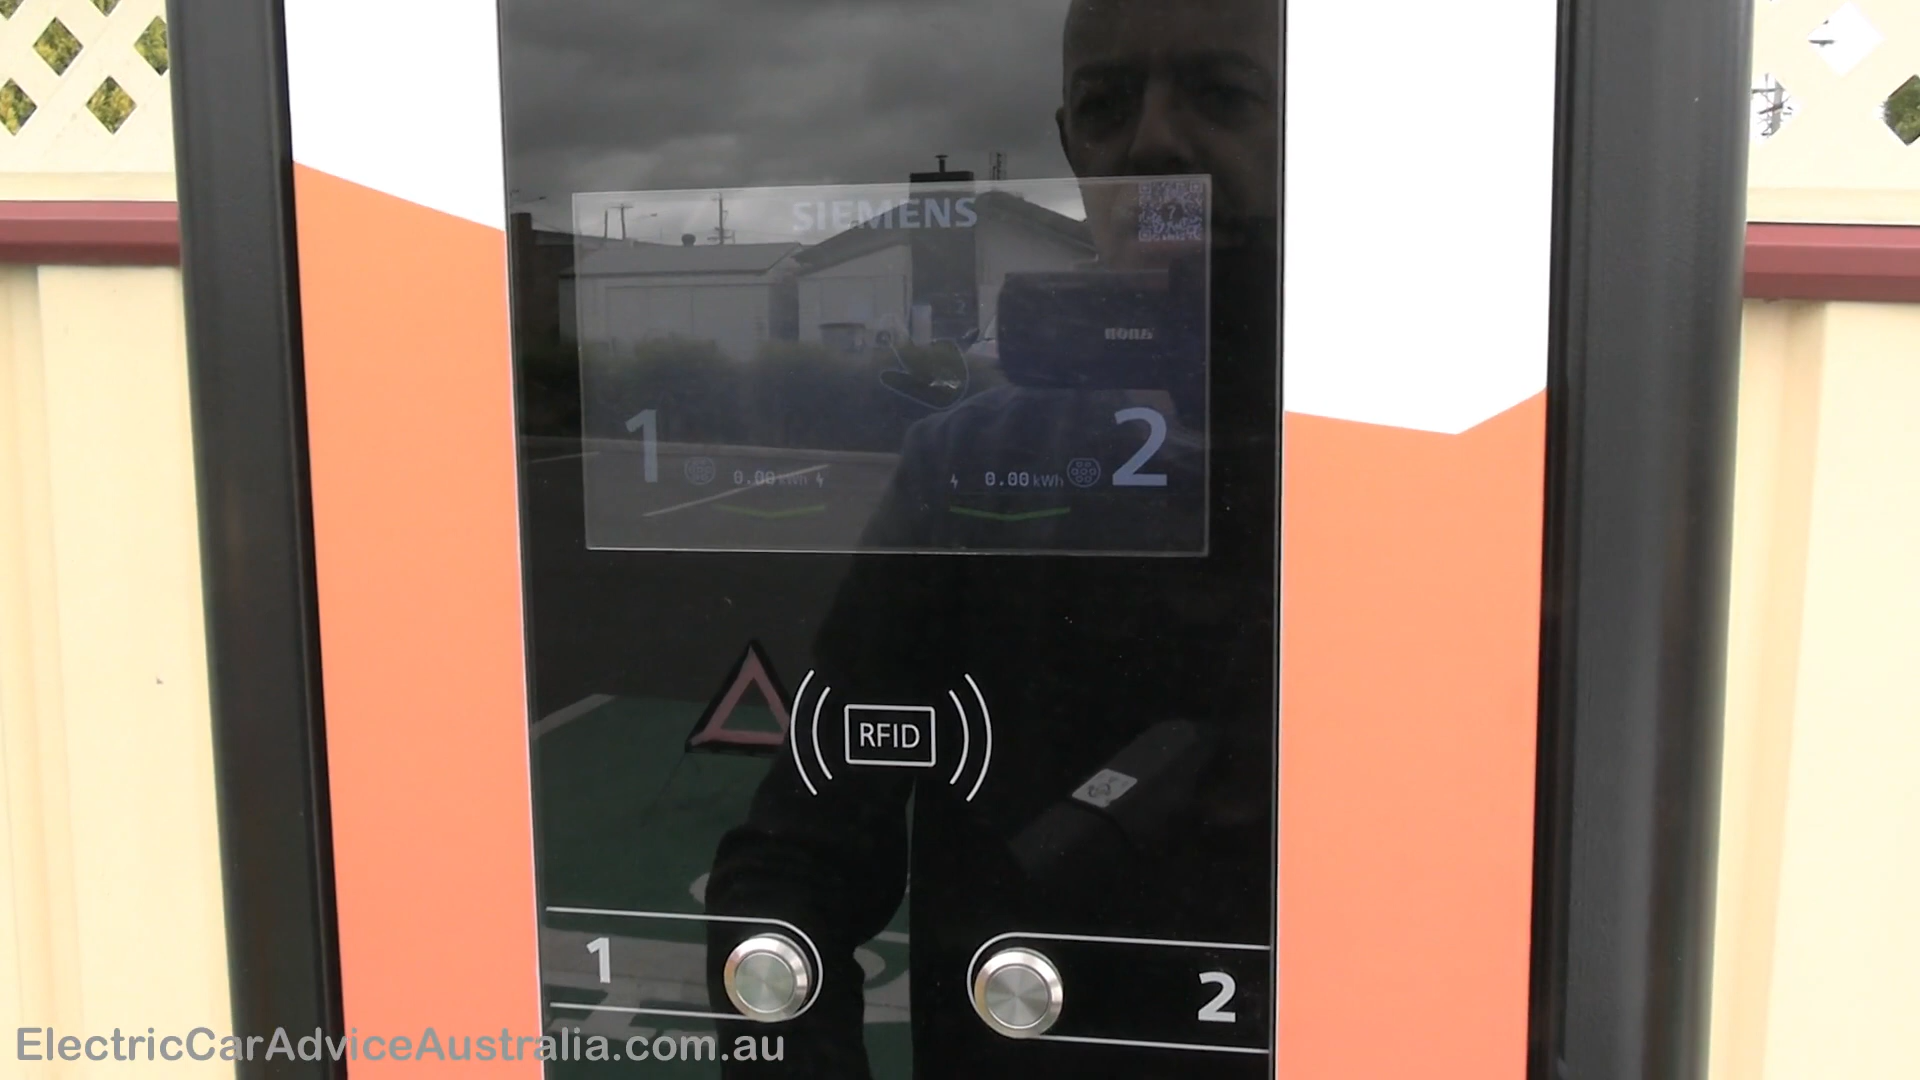 SIEMENS
1
0.00 kWh
0.00 kWh
2
RFID
1
2
ElectricCarAdviceAustralia.com.au